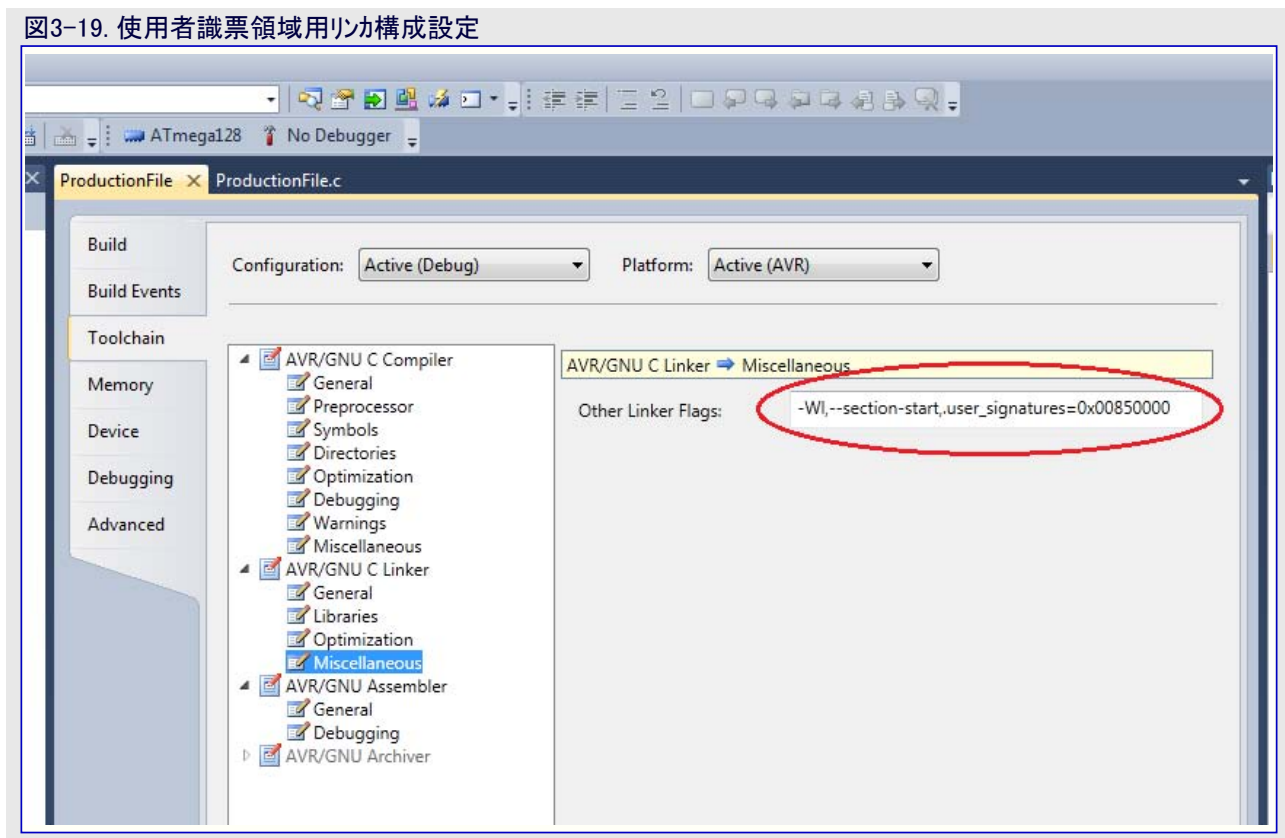 図3-19. 使用者識票領域用リンカ構成設定
ATmega128 No Debugger
ProductionFile ProductionFile.c
Build
Build Events
Toolchain
Memory
Device
Debugging
Advanced
Configuration: Active (Debug) Platform: Active (AVR)
AVR/GNU C Compiler
General
Preprocessor
Symbols
Directories
Optimization
Debugging
Warnings
Miscellaneous
AVR/GNU C Linker
General
Libraries
Optimization
Miscellaneous
AVR/GNU Assembler
General
Debugging
AVR/GNU Archiver
AVR/GNU C Linker ➡ Miscellaneous
Other Linker Flags: -Wl,--section-start,.user_signatures=0x00850000